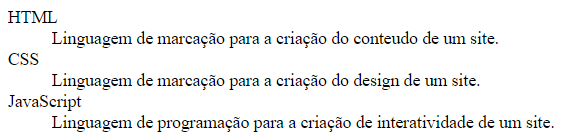 HTML
Linguagem de marcação para a criação do conteudo de um site.
CSS
Linguagem de marcação para a criação do design de um site.
JavaScript
Linguagem de programação para a criação de interatividade de um site.